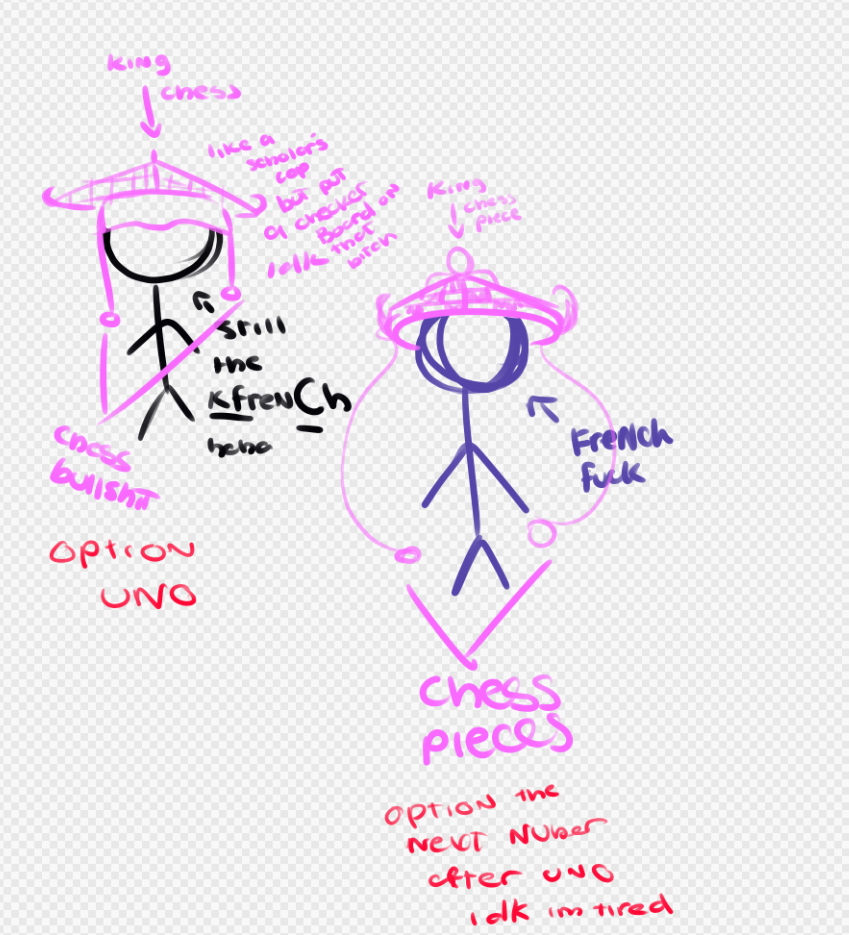 King
chess
like a
scholar's
cap
but put
a checker
Board on
that
bitch
idk
still
the
KfrenCh
hehe
chess
bullshit
OPTION
UNO
King
chess
piece
FreNch
fuck
Chess
pieces
OPTION the
NEXT NUber
after UNO
idk im tired